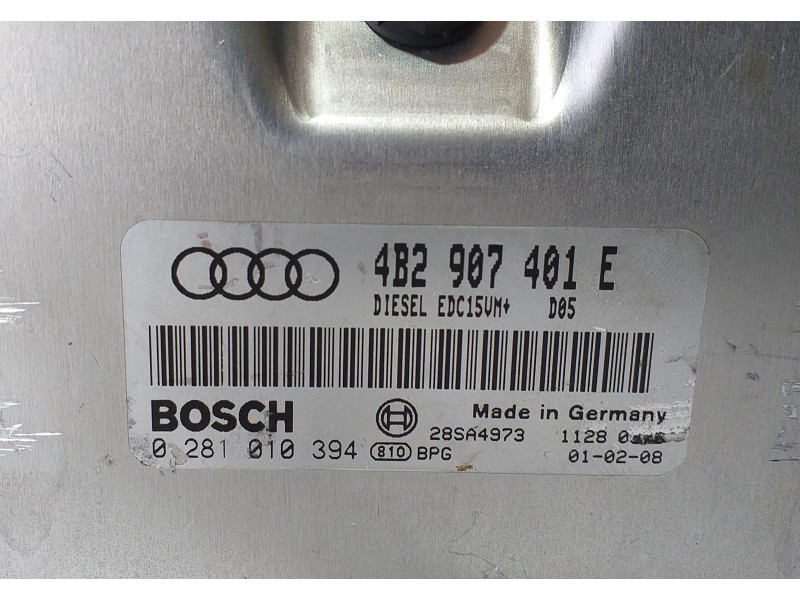 4B2 907 401 E
DIESEL EDC15VM+ D05
BOSCH Made in Germany
28SA4973 1128
0 281 010 394 810 BPG 01-02-08